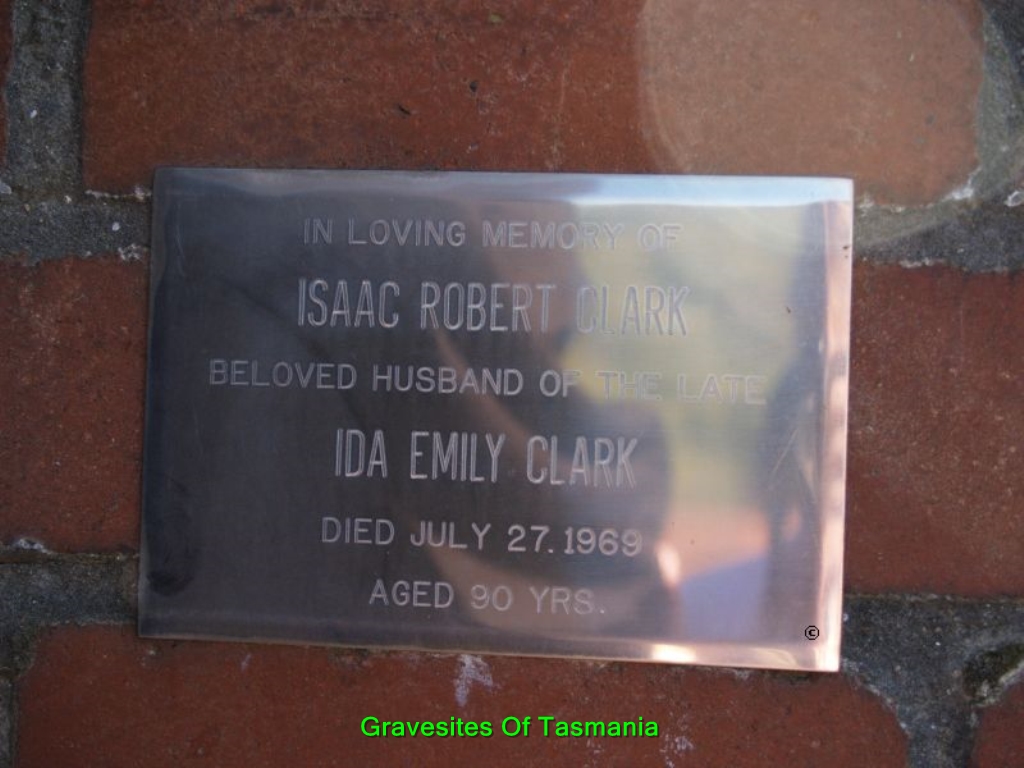 IN LOVING MEMORY OF
ISAAC ROBERT CLARK
BELOVED HUSBAND OF THE LATE
IDA EMILY CLARK
DIED JULY 27.1969
AGED 90 YRS.
©
Gravesites Of Tasmania